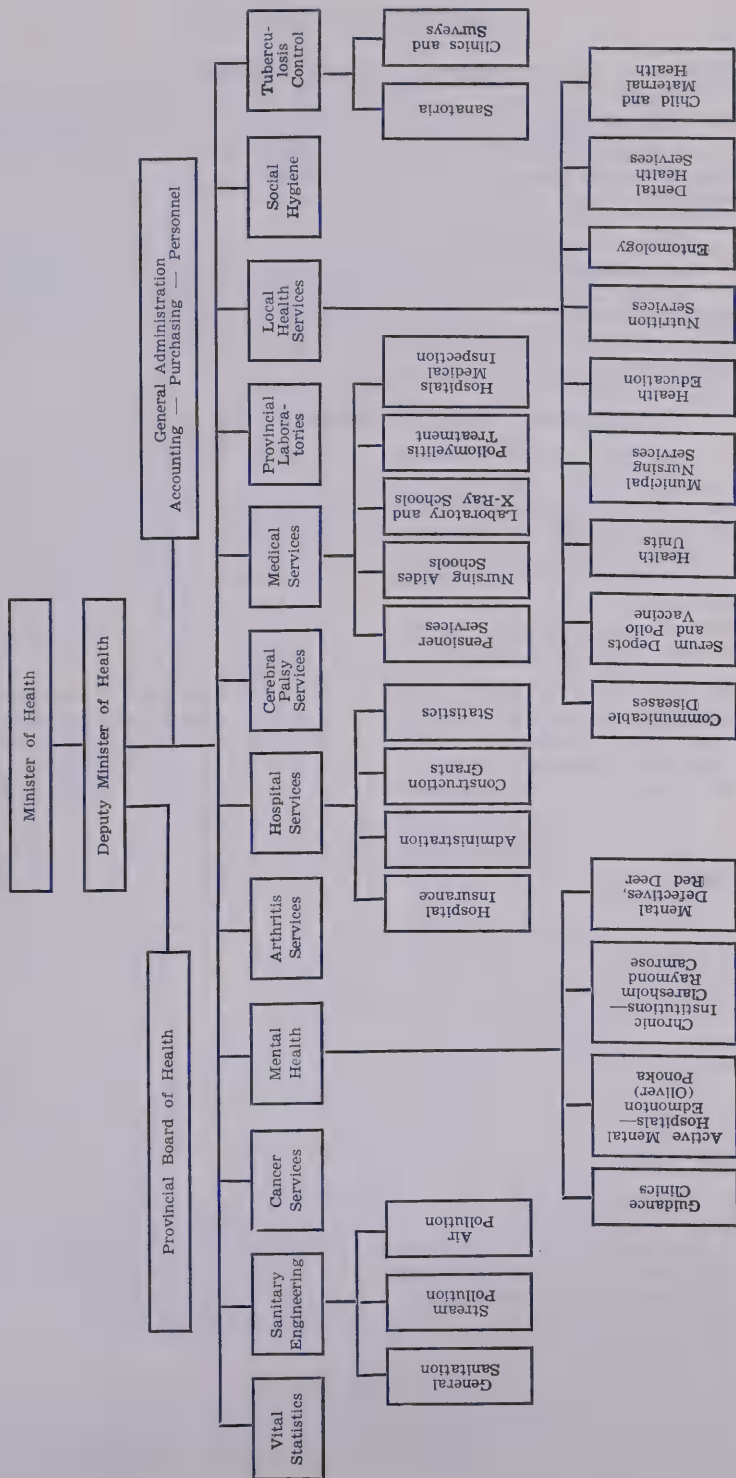 Minister of Health
Deputy Minister of Health
Provincial Board of Health
General Administration
Accounting — Purchasing — Personnel
Vital
Statistics
Sanitary
Engineering
Cancer
Services
Mental
Health
Arthritis
Services
Hospital
Services
Cerebral
Palsy
Services
Medical
Services
Provincial
Labora-
tories
Local
Health
Services
Social
Hygiene
Tubercu-
losis
Control
General
Sanitation
Stream
Pollution
Air
Pollution
Guidance
Clinics
Active Mental
Hospitals—
Edmonton
(Oliver)
Ponoka
Chronic
Institutions—
Claresholm
Raymond
Camrose
Mental
Defectives,
Red Deer
Hospital
Insurance
Administration
Construction
Grants
Statistics
Pensioner
Services
Nursing Aides
Schools
Laboratory and
X-Ray Schools
Poliomyelitis
Treatment
Hospitals
Medical
Inspection
Communicable
Diseases
Serum Depots
and Polio
Vaccine
Health
Units
Municipal
Nursing
Services
Health
Education
Nutrition
Services
Entomology
Dental
Health
Services
Child and
Maternal
Health
Sanatoria
Clinics and
Surveys